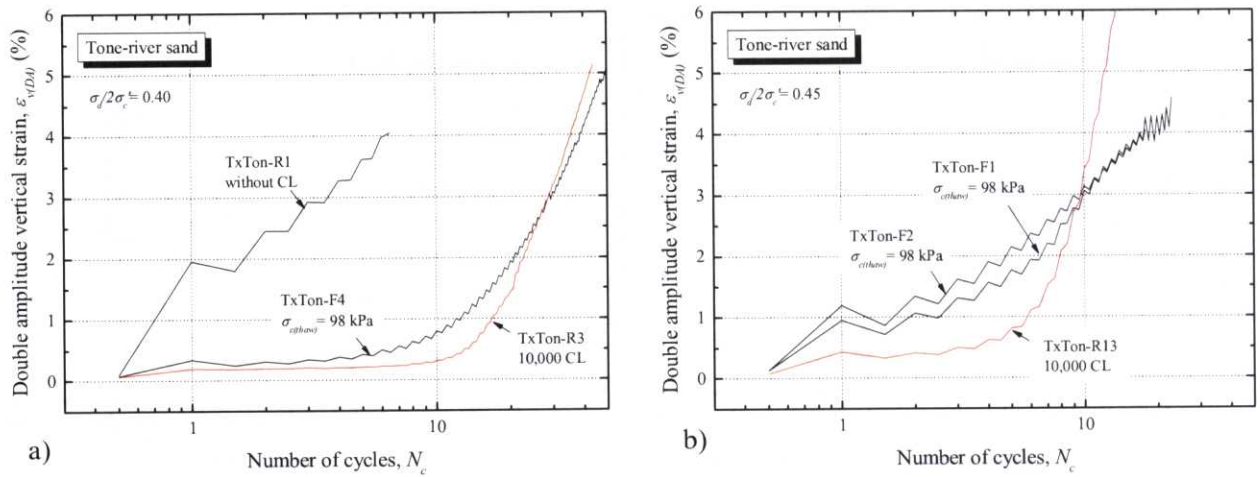 6
5
4
3
2
1
0
Double amplitude vertical strain, εv(DA) (%)
Tone-river sand
σd/2σc'= 0.40
TxTon-R1
without CL
TxTon-F4
σc(thaw)= 98 kPa
TxTon-R3
10,000 CL
1
10
Number of cycles, Nc
a)
6
5
4
3
2
1
0
Double amplitude vertical strain, εv(DA) (%)
Tone-river sand
σd/2σc'= 0.45
TxTon-F1
σc(thaw)= 98 kPa
TxTon-F2
σc(thaw)= 98 kPa
TxTon-R13
10,000 CL
1
10
Number of cycles, Nc
b)